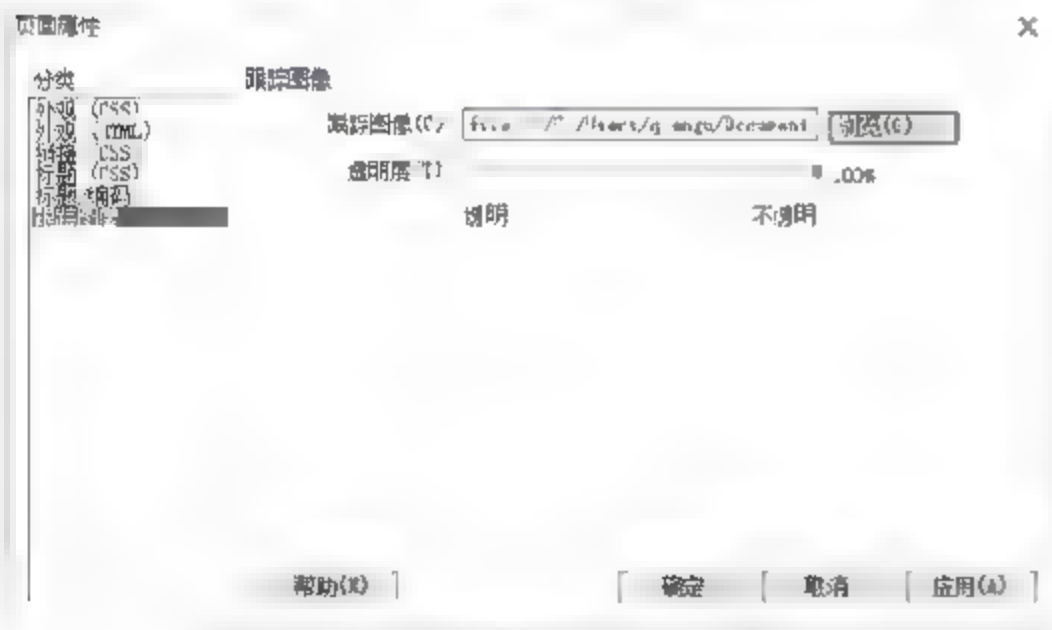 页面属性
分类
跟踪图像
外观 (CSS)
外观 (HTML)
链接 (CSS)
标题 (CSS)
标题/编码
跟踪图像(C)
浏览(
透明度(T)
100%
透明
不透明
帮助(H)
确定
取消
应用(A)